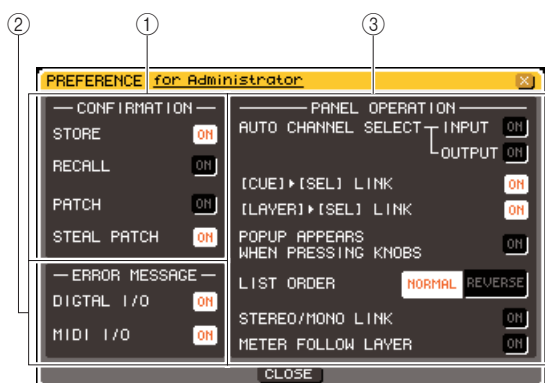 ② ① ③
PREFERENCE for Administrator
CONFIRMATION
STORE ON
RECALL ON
PATCH ON
STEAL PATCH ON
ERROR MESSAGE
DIGTAL I/O ON
MIDI I/O ON
PANEL OPERATION
AUTO CHANNEL SELECT INPUT ON
OUTPUT ON
[CUE]▶[SEL] LINK ON
[LAYER]▶[SEL] LINK ON
POPUP APPEARS
WHEN PRESSING KNOBS ON
LIST ORDER NORMAL REVERSE
STEREO/MONO LINK ON
METER FOLLOW LAYER ON
CLOSE